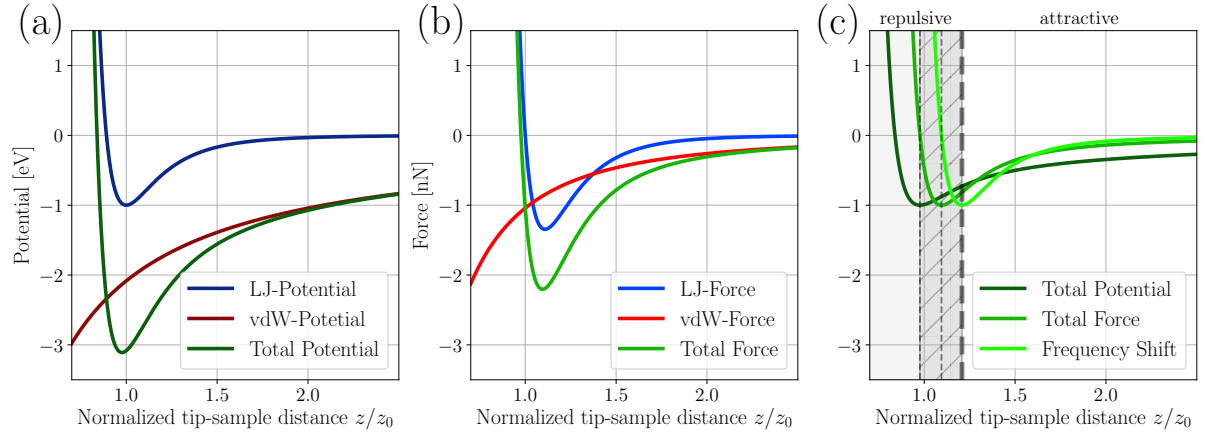 (a)
Potential [eV]
1
0
−1
−2
−3
LJ-Potential
vdW-Potetial
Total Potential
1.0 1.5 2.0
Normalized tip-sample distance z/z₀
(b)
Force [nN]
1
0
−1
−2
−3
LJ-Force
vdW-Force
Total Force
1.0 1.5 2.0
Normalized tip-sample distance z/z₀
(c)
repulsive attractive
1
0
−1
−2
−3
Total Potential
Total Force
Frequency Shift
1.0 1.5 2.0
Normalized tip-sample distance z/z₀